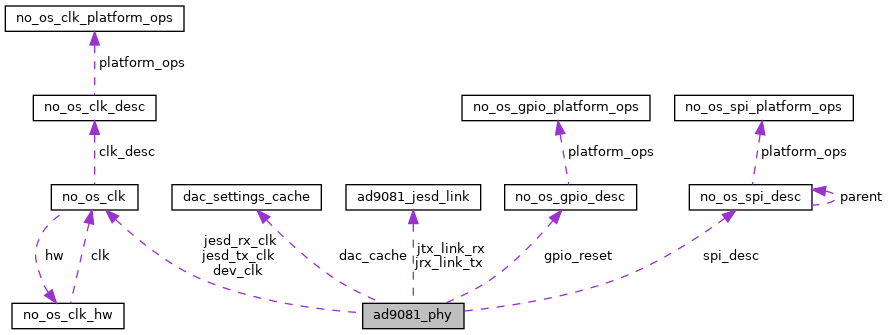 no_os_clk_platform_ops
platform_ops
no_os_clk_desc
no_os_gpio_platform_ops
no_os_spi_platform_ops
clk_desc
platform_ops
platform_ops
no_os_clk
dac_settings_cache
ad9081_jesd_link
no_os_gpio_desc
no_os_spi_desc
parent
hw
clk
jesd_rx_clk
jesd_tx_clk
dev_clk
dac_cache
jtx_link_rx
jrx_link_tx
gpio_reset
spi_desc
no_os_clk_hw
ad9081_phy